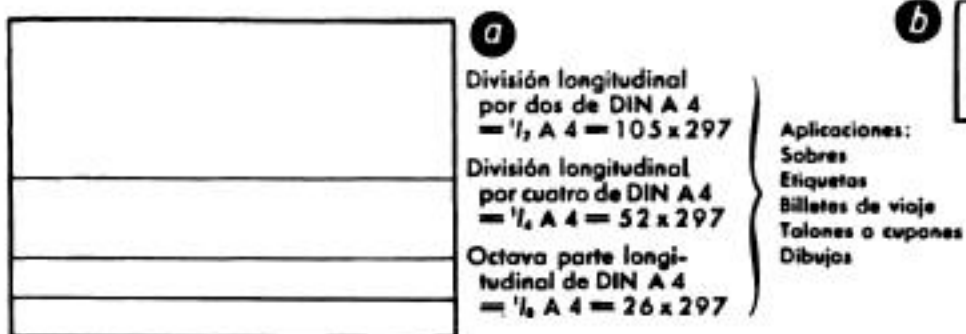 a
División longitudinal
por dos de DIN A 4
= 1/2 A 4 = 105 x 297
División longitudinal
por cuatro de DIN A 4
= 1/4 A 4 = 52 x 297
Octava parte longi-
tudinal de DIN A 4
= 1/8 A 4 = 26 x 297
Aplicaciones:
Sobres
Etiquetas
Billetes de viaje
Talones o cupones
Dibujos
b